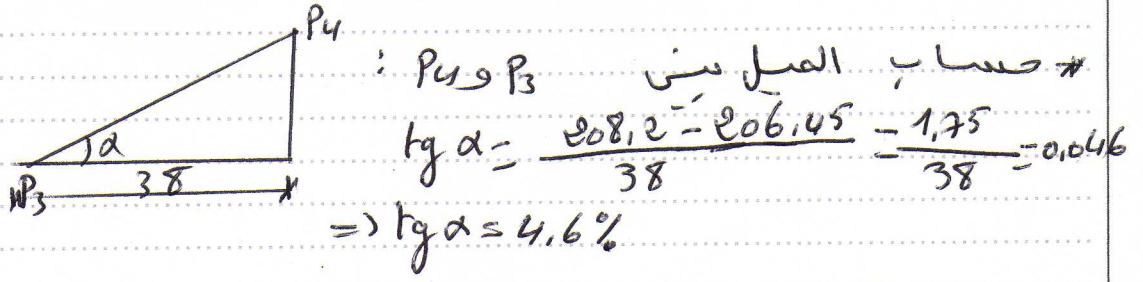 P4
* حساب الميل بين P3 و P4 :
α
tg α = (208,2 - 206,45) / 38 = 1,75 / 38 = 0,046
38
P3
=> tg α = 4,6 %